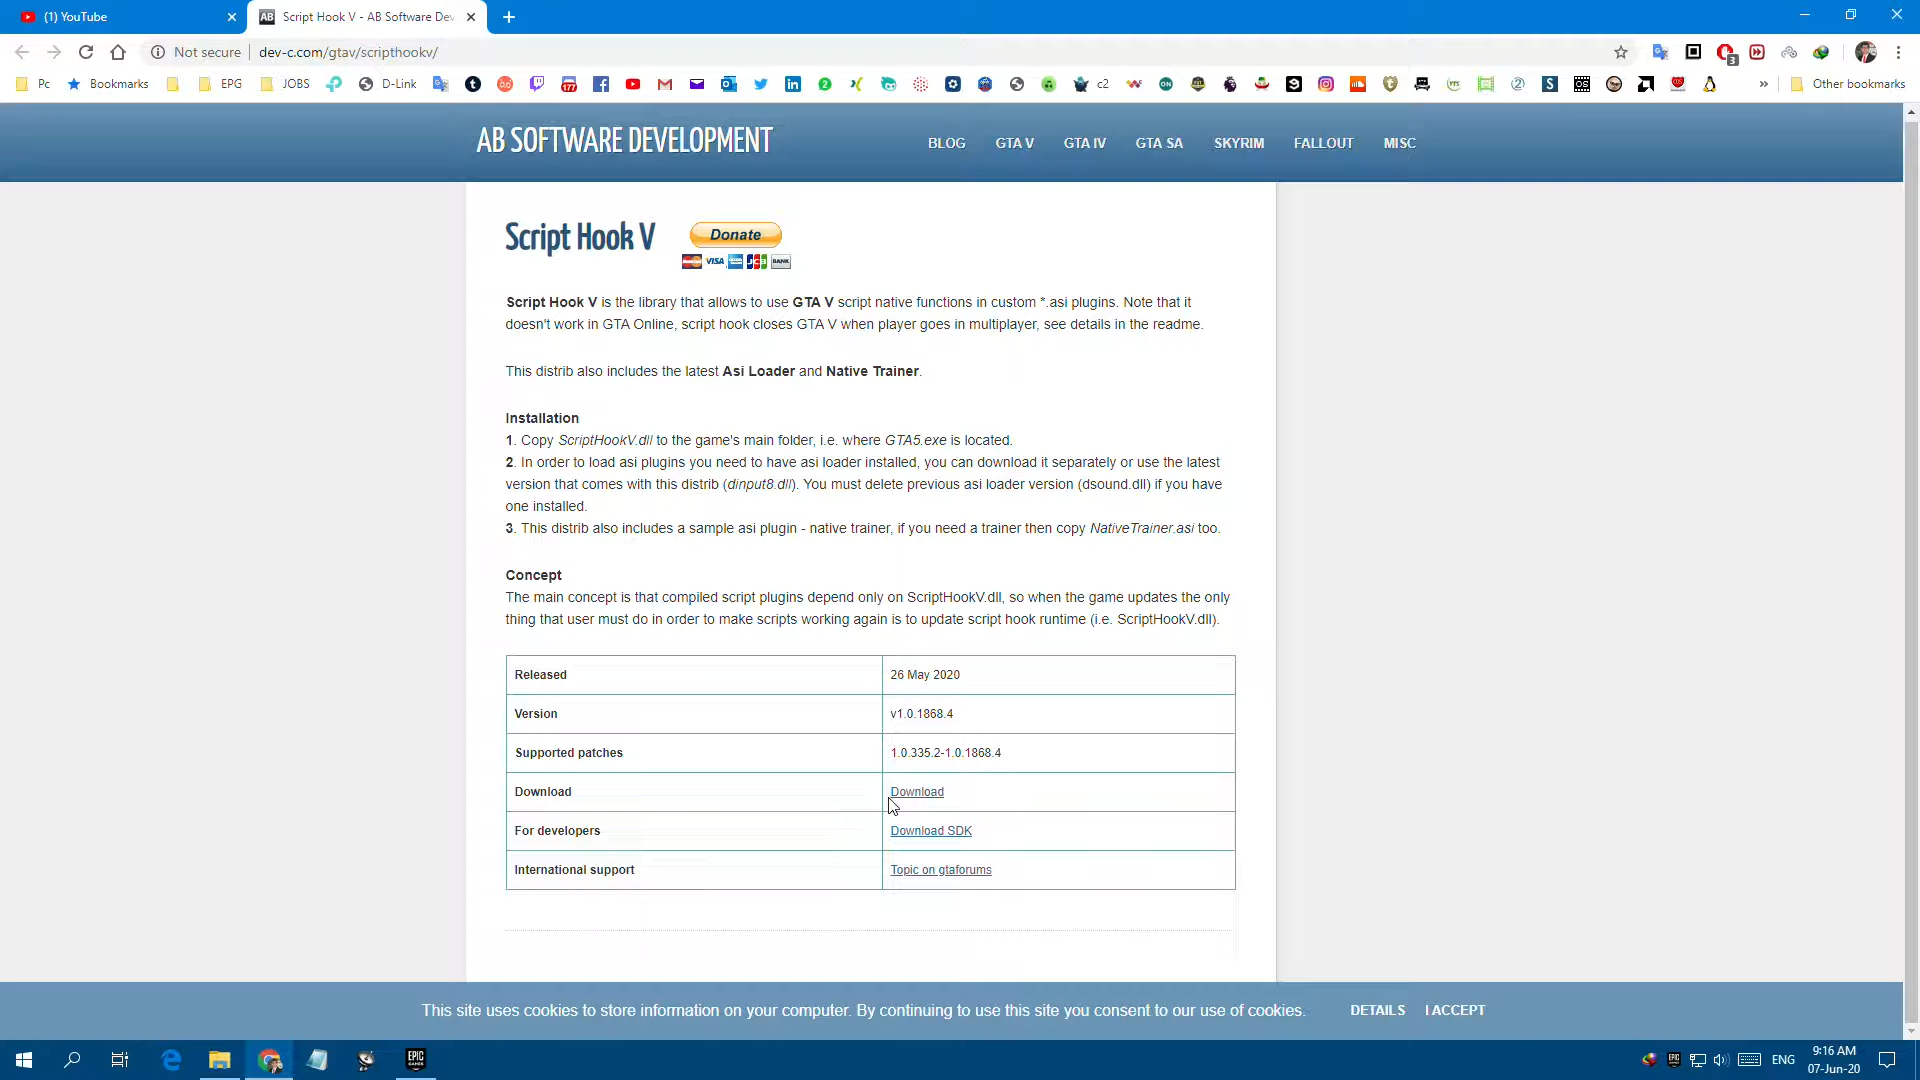 (1) YouTube
AB Script Hook V - AB Software Dev
Not secure | dev-c.com/gtav/scripthookv/
3
Pc Bookmarks EPG JOBS D-Link 177 c2 ON Other bookmarks
AB SOFTWARE DEVELOPMENT
BLOG GTA V GTA IV GTA SA SKYRIM FALLOUT MISC
Script Hook V
Donate
VISA JCB BANK
Script Hook V is the library that allows to use GTA V script native functions in custom *.asi plugins. Note that it
doesn't work in GTA Online, script hook closes GTA V when player goes in multiplayer, see details in the readme.
This distrib also includes the latest Asi Loader and Native Trainer.
Installation
1. Copy ScriptHookV.dll to the game's main folder, i.e. where GTA5.exe is located.
2. In order to load asi plugins you need to have asi loader installed, you can download it separately or use the latest
version that comes with this distrib (dinput8.dll). You must delete previous asi loader version (dsound.dll) if you have
one installed.
3. This distrib also includes a sample asi plugin - native trainer, if you need a trainer then copy NativeTrainer.asi too.
Concept
The main concept is that compiled script plugins depend only on ScriptHookV.dll, so when the game updates the only
thing that user must do in order to make scripts working again is to update script hook runtime (i.e. ScriptHookV.dll).
Released 26 May 2020
Version v1.0.1868.4
Supported patches 1.0.335.2-1.0.1868.4
Download Download
For developers Download SDK
International support Topic on gtaforums
This site uses cookies to store information on your computer. By continuing to use this site you consent to our use of cookies. DETAILS I ACCEPT
EPIC GAMES
ENG
9:16 AM
07-Jun-20